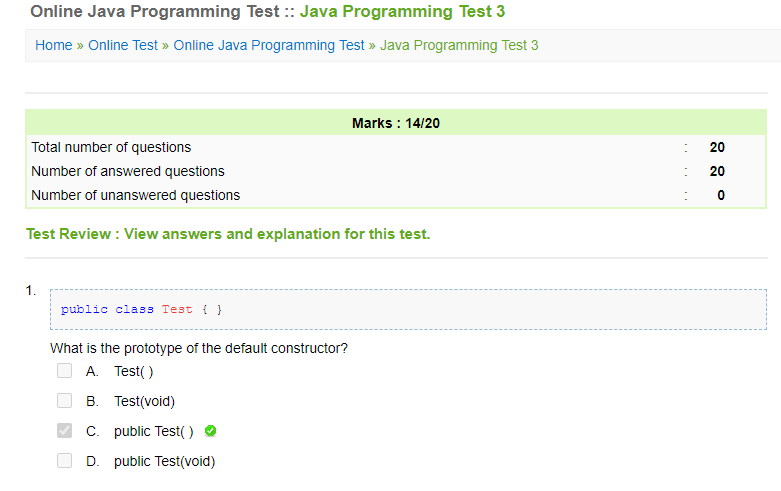 Online Java Programming Test :: Java Programming Test 3
Home » Online Test » Online Java Programming Test » Java Programming Test 3
Marks : 14/20
Total number of questions : 20
Number of answered questions : 20
Number of unanswered questions : 0
Test Review : View answers and explanation for this test.
1.
public class Test { }
What is the prototype of the default constructor?
A. Test( )
B. Test(void)
C. public Test( )
D. public Test(void)